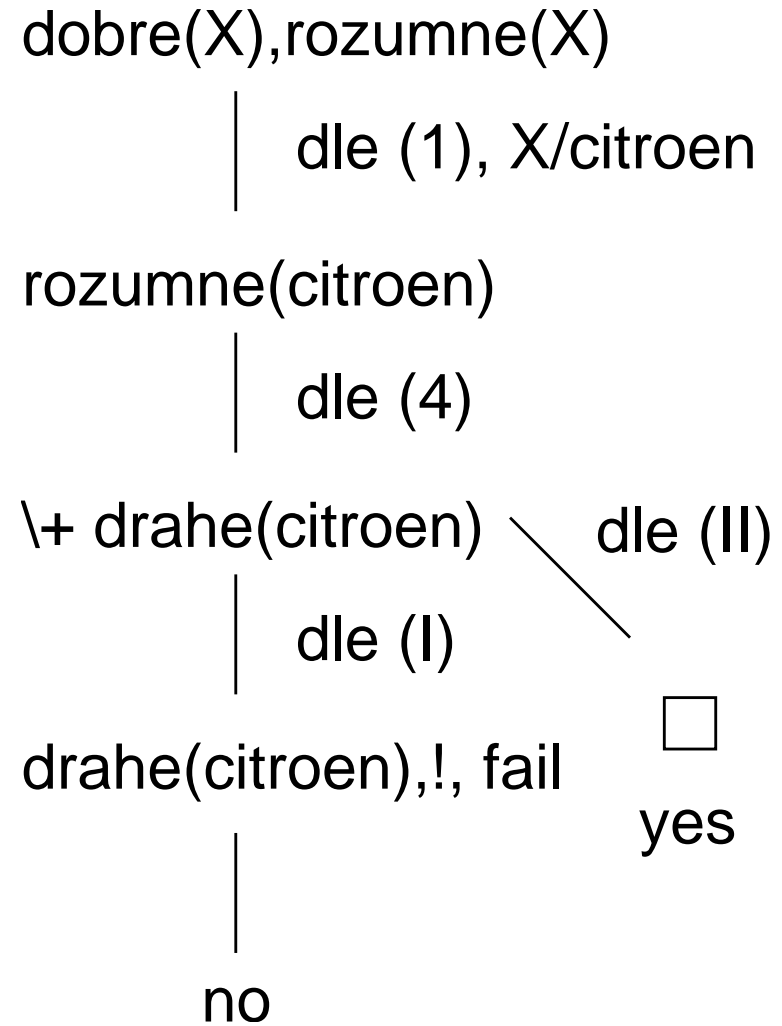 dobre(X),rozumne(X)
dle (1), X/citroen
rozumne(citroen)
dle (4)
\+ drahe(citroen)
dle (II)
dle (I)
drahe(citroen),!, fail
yes
no